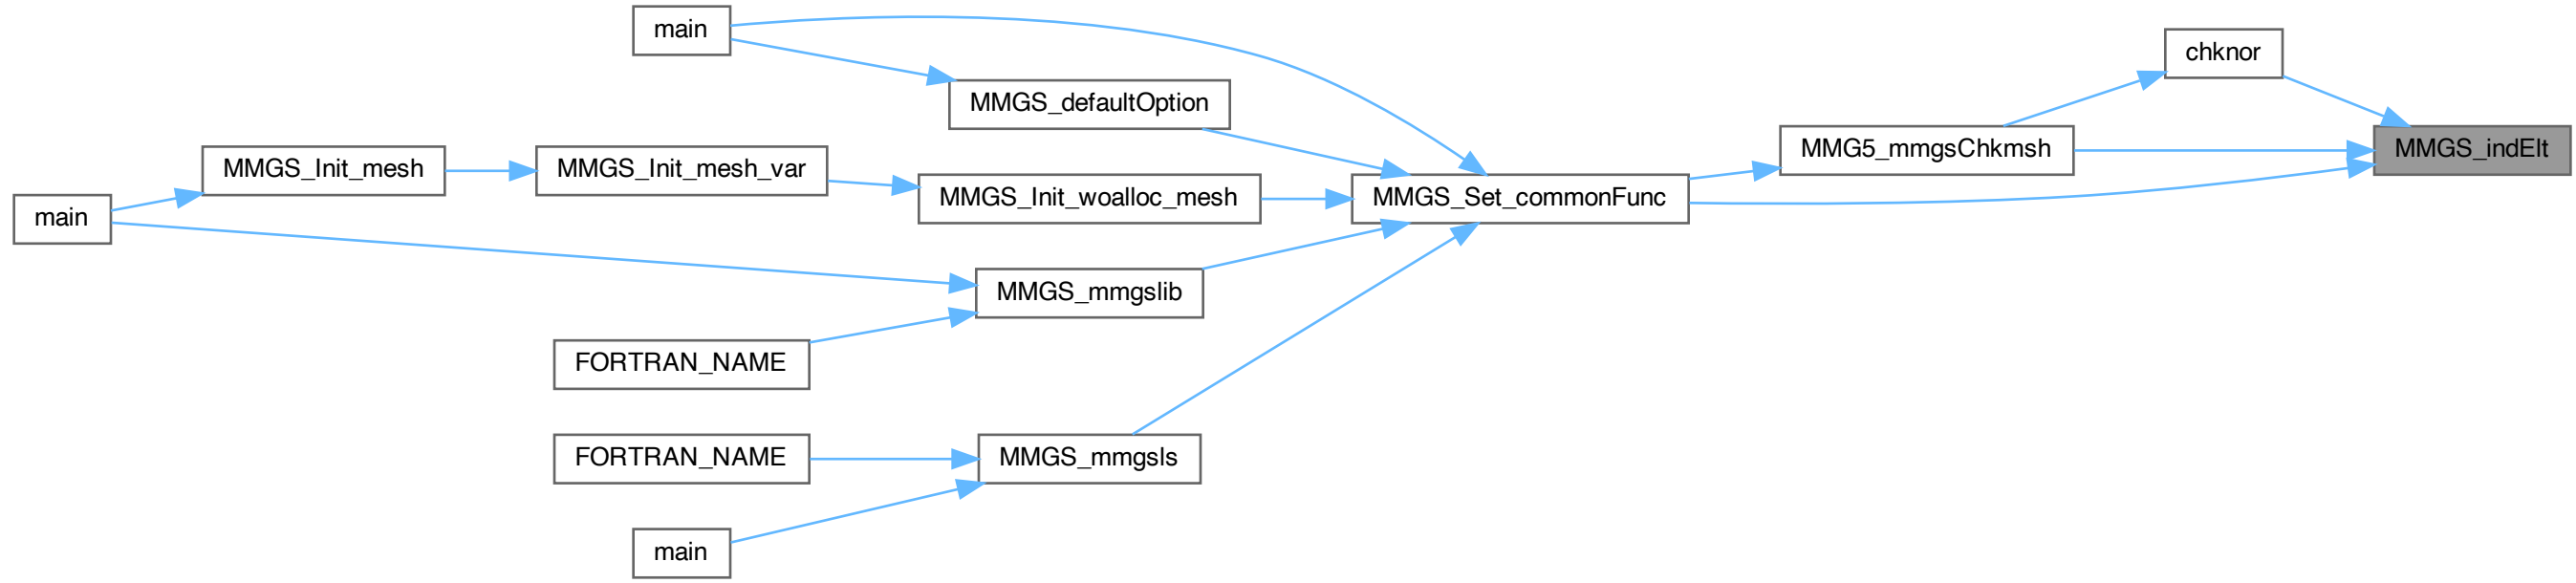 main
chknor
MMGS_defaultOption
MMGS_Init_mesh
MMGS_Init_mesh_var
MMG5_mmgsChkmsh
MMGS_indElt
main
MMGS_Init_woalloc_mesh
MMGS_Set_commonFunc
MMGS_mmgslib
FORTRAN_NAME
FORTRAN_NAME
MMGS_mmgsls
main